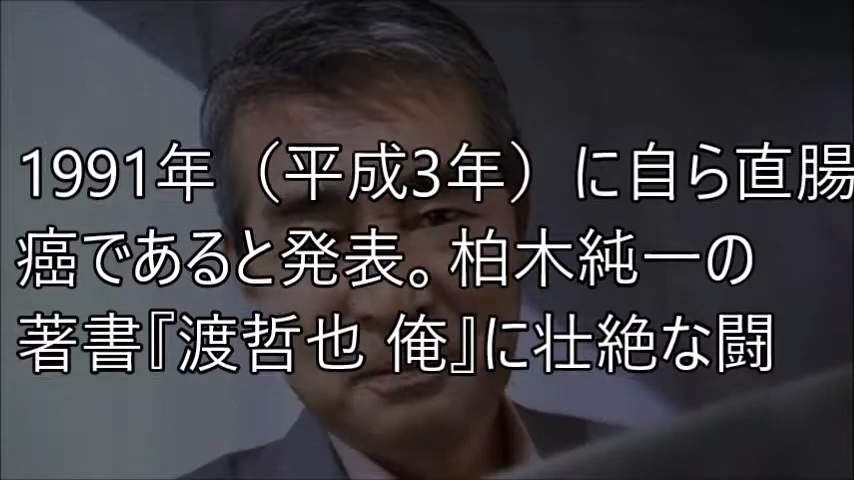 1991年（平成3年）に自ら直腸
癌であると発表。柏木純一の
著書『渡哲也 俺』に壮絶な闘